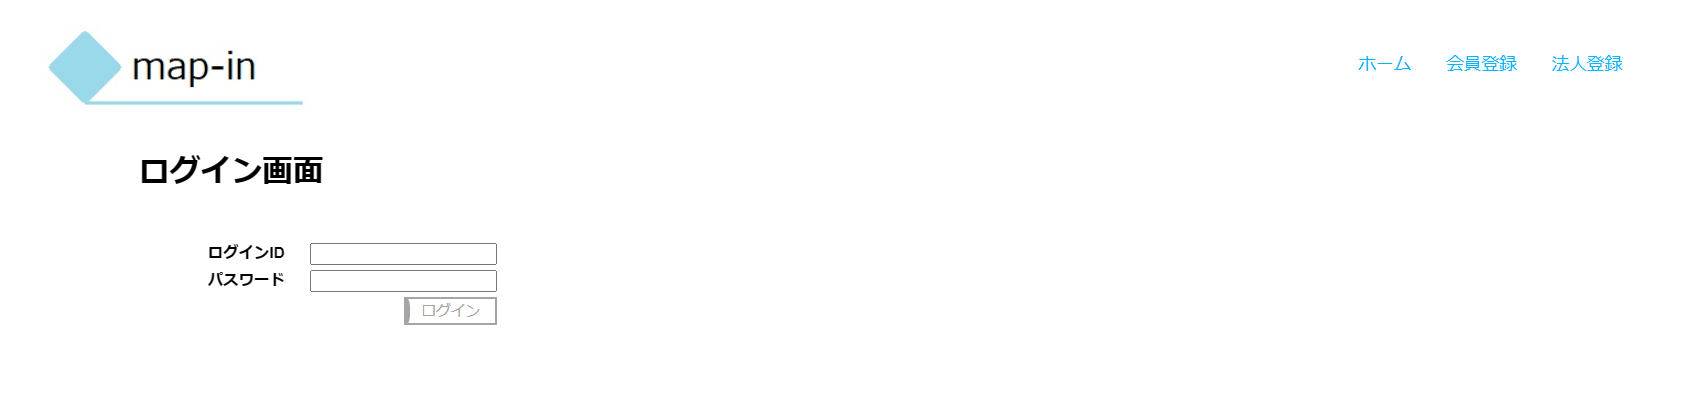 map-in
ホーム 会員登録 法人登録
ログイン画面
ログインID
パスワード
ログイン